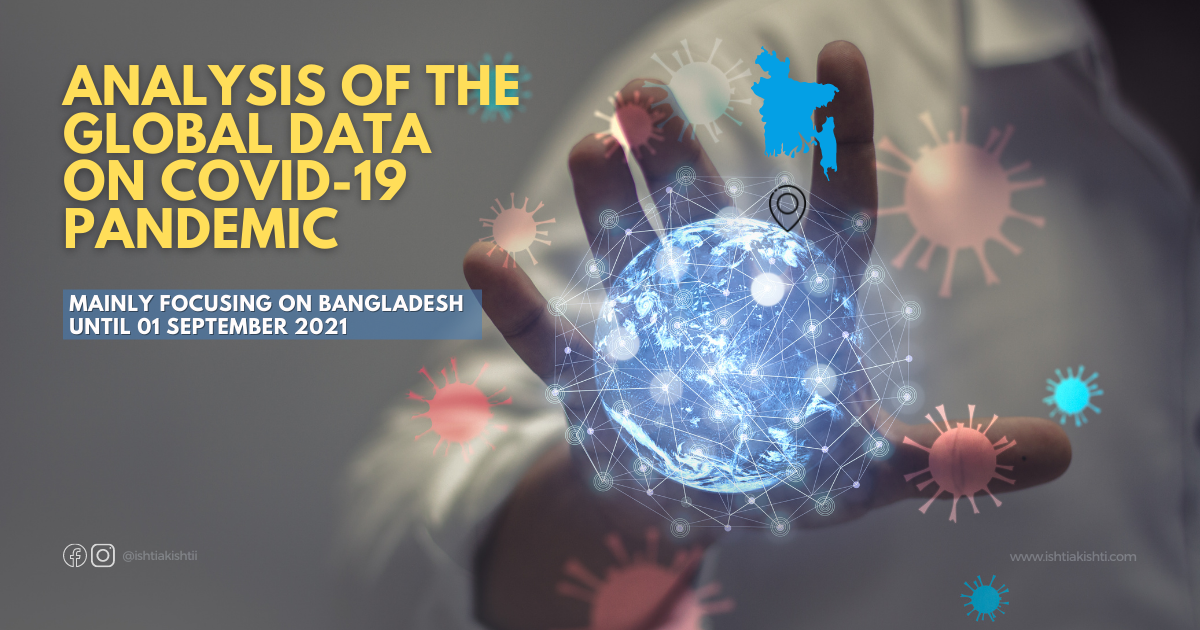 ANALYSIS OF THE
GLOBAL DATA
ON COVID-19
PANDEMIC
MAINLY FOCUSING ON BANGLADESH
UNTIL 01 SEPTEMBER 2021
@ishtiakishtii
www.ishtiakishti.com